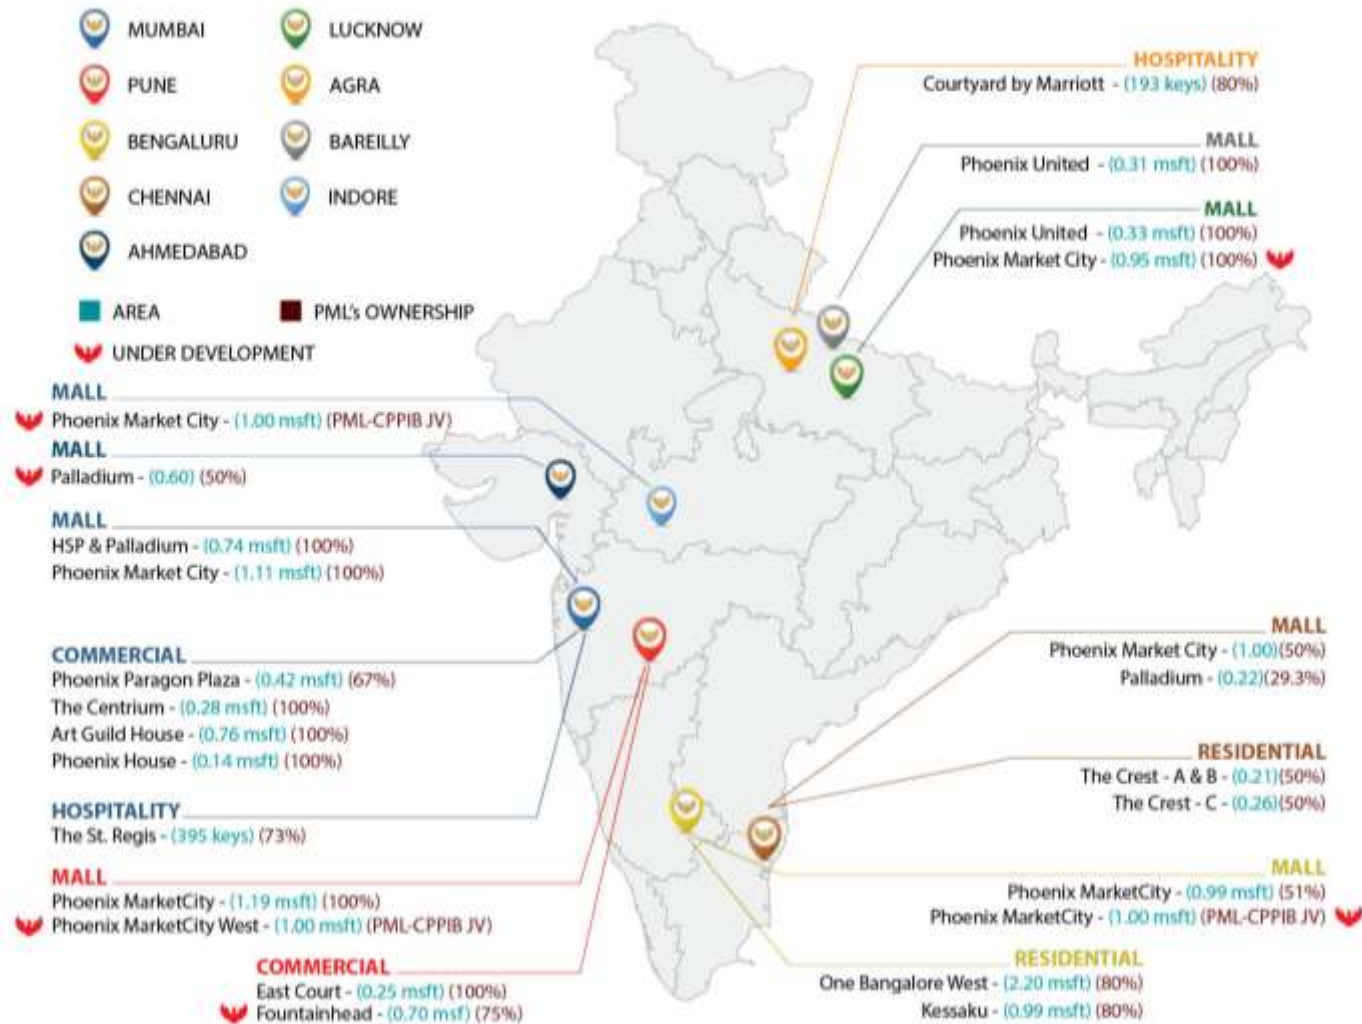 MUMBAI
LUCKNOW
PUNE
AGRA
BENGALURU
BAREILLY
CHENNAI
INDORE
AHMEDABAD
AREA
PML's OWNERSHIP
UNDER DEVELOPMENT
HOSPITALITY
Courtyard by Marriott - (193 keys) (80%)
MALL
Phoenix United - (0.31 msft) (100%)
MALL
Phoenix United - (0.33 msft) (100%)
Phoenix Market City - (0.95 msft) (100%)
MALL
Phoenix Market City - (1.00 msft) (PML-CPPIB JV)
MALL
Palladium - (0.60) (50%)
MALL
HSP & Palladium - (0.74 msft) (100%)
Phoenix Market City - (1.11 msft) (100%)
COMMERCIAL
Phoenix Paragon Plaza - (0.42 msft) (67%)
The Centrium - (0.28 msft) (100%)
Art Guild House - (0.76 msft) (100%)
Phoenix House - (0.14 msft) (100%)
HOSPITALITY
The St. Regis - (395 keys) (73%)
MALL
Phoenix MarketCity - (1.19 msft) (100%)
Phoenix MarketCity West - (1.00 msft) (PML-CPPIB JV)
COMMERCIAL
East Court - (0.25 msft) (100%)
Fountainhead - (0.70 msf) (75%)
MALL
Phoenix Market City - (1.00)(50%)
Palladium - (0.22)(29.3%)
RESIDENTIAL
The Crest - A & B - (0.21)(50%)
The Crest - C - (0.26)(50%)
MALL
Phoenix MarketCity - (0.99 msft) (51%)
Phoenix MarketCity - (1.00 msft) (PML-CPPIB JV)
RESIDENTIAL
One Bangalore West - (2.20 msft) (80%)
Kessaku - (0.99 msft) (80%)